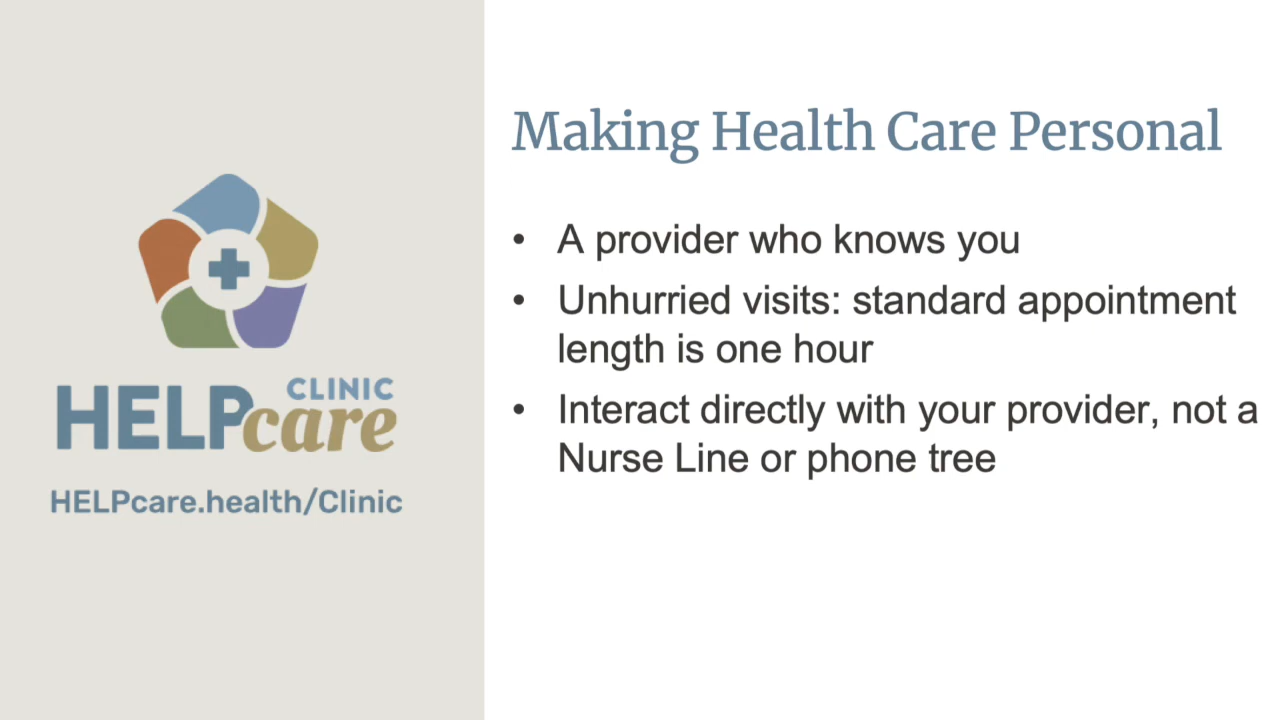 CLINIC
HELPcare
HELPcare.health/Clinic
Making Health Care Personal
• A provider who knows you
• Unhurried visits: standard appointment
length is one hour
• Interact directly with your provider, not a
Nurse Line or phone tree